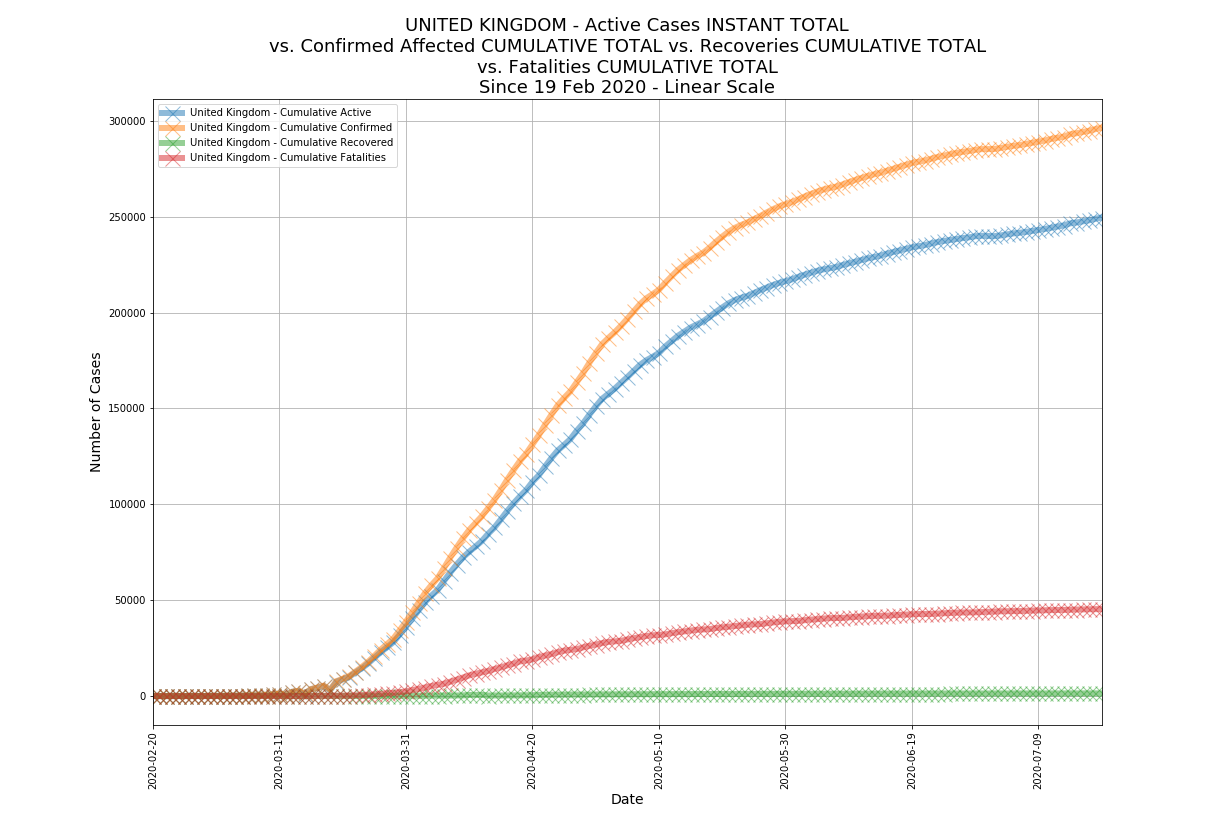 UNITED KINGDOM - Active Cases INSTANT TOTAL
vs. Confirmed Affected CUMULATIVE TOTAL vs. Recoveries CUMULATIVE TOTAL
vs. Fatalities CUMULATIVE TOTAL
Since 19 Feb 2020 - Linear Scale
United Kingdom - Cumulative Active
United Kingdom - Cumulative Confirmed
United Kingdom - Cumulative Recovered
United Kingdom - Cumulative Fatalities
300000
250000
200000
150000
100000
50000
0
Number of Cases
2020-02-20
2020-03-11
2020-03-31
2020-04-20
2020-05-10
2020-05-30
2020-06-19
2020-07-09
Date